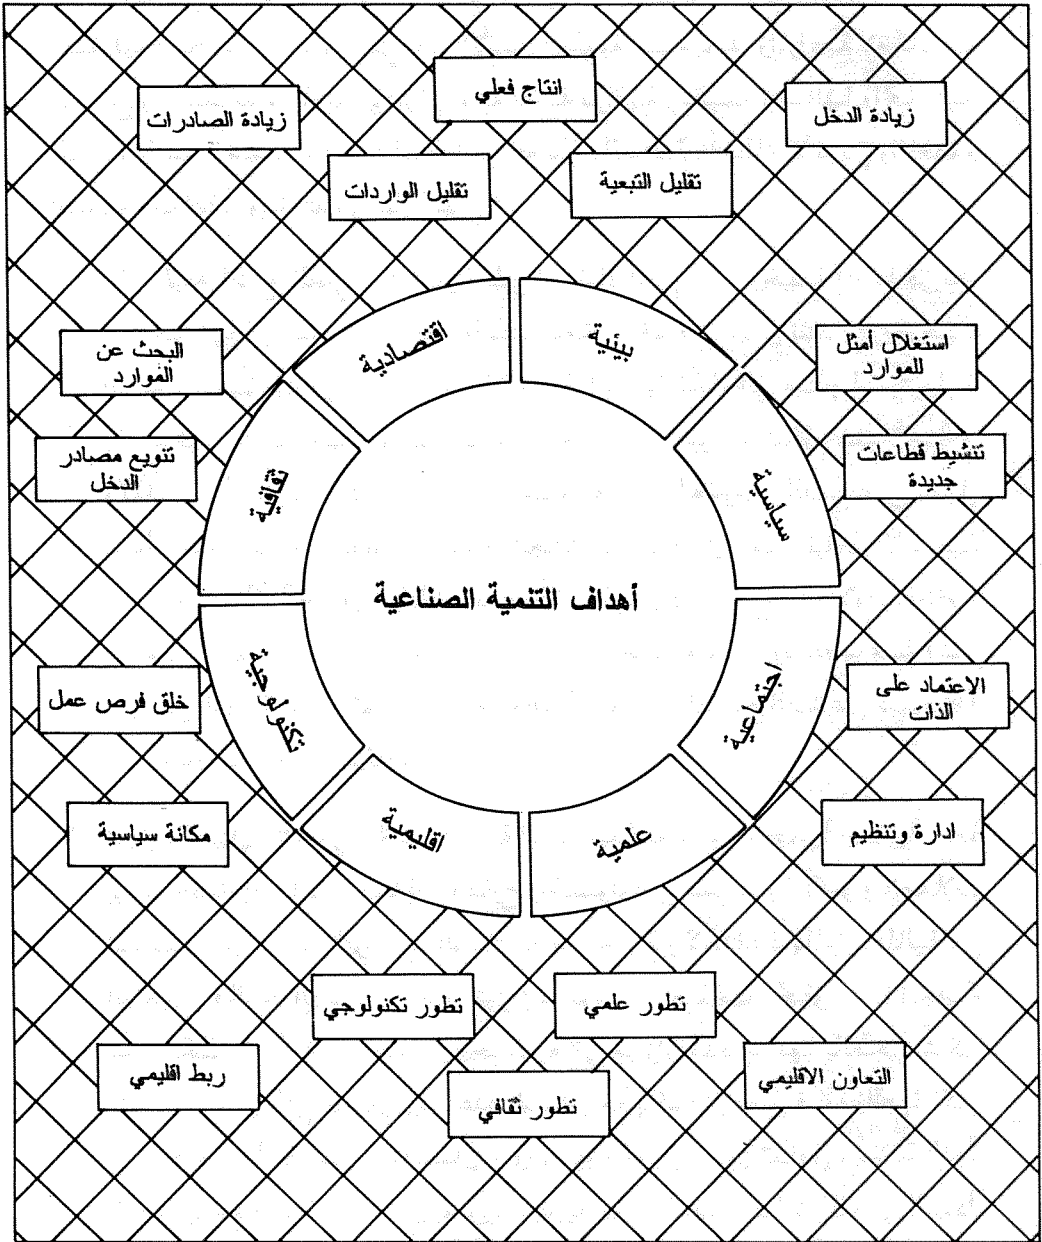 انتاج فعلي
زيادة الدخل
زيادة الصادرات
تقليل التبعية
تقليل الواردات
بيئية
اقتصادية
استغلال أمثل
للموارد
البحث عن
الموارد
تنشيط قطاعات
جديدة
سياسية
ثقافية
تنويع مصادر
الدخل
أهداف التنمية الصناعية
الاعتماد على
الذات
اجتماعية
تكنولوجية
خلق فرص عمل
ادارة وتنظيم
علمية
اقليمية
مكانة سياسية
تطور علمي
تطور تكنولوجي
التعاون الاقليمي
تطور ثقافي
ربط اقليمي